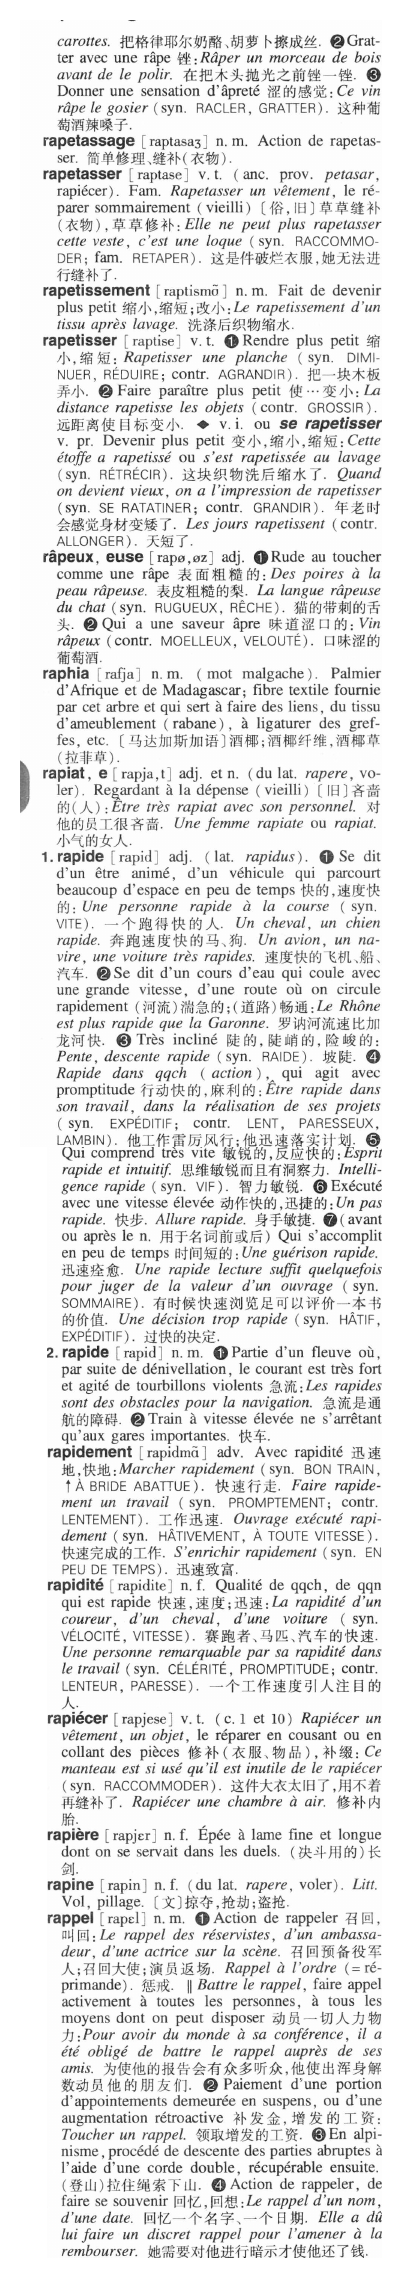 carottes. 把格律耶尔奶酪、胡萝卜擦成丝. ❷Grat-
ter avec une râpe 锉:Râper un morceau de bois
avant de le polir. 在把木头抛光之前锉一锉. ❸
Donner une sensation d'âpreté 涩的感觉:Ce vin
râpe le gosier (syn. RACLER, GRATTER). 这种葡
萄酒辣嗓子.
rapetassage [raptasaʒ] n. m. Action de rapetas-
ser. 简单修理、缝补(衣物).
rapetasser [raptase] v. t. (anc. prov. petasar,
rapiécer). Fam. Rapetasser un vêtement, le ré-
parer sommairement (vieilli) 〔俗,旧〕草草缝补
(衣物),草草修补:Elle ne peut plus rapetasser
cette veste, c'est une loque (syn. RACCOMMO-
DER; fam. RETAPER). 这是件破烂衣服,她无法进
行缝补了.
rapetissement [raptismɑ̃] n. m. Fait de devenir
plus petit 缩小,缩短;改小:Le rapetissement d'un
tissu après lavage. 洗涤后织物缩水.
rapetisser [raptise] v. t. ❶Rendre plus petit 缩
小,缩短: Rapetisser une planche (syn. DIMI-
NUER, RÉDUIRE; contr. AGRANDIR). 把一块木板
弄小. ❷ Faire paraître plus petit 使…变小:La
distance rapetisse les objets (contr. GROSSIR).
远距离使目标变小. ◆ v. i. ou se rapetisser
v. pr. Devenir plus petit 变小,缩小,缩短:Cette
étoffe a rapetissé ou s'est rapetissée au lavage
(syn. RÉTRÉCIR). 这块织物洗后缩水了. Quand
on devient vieux, on a l'impression de rapetisser
(syn. SE RATATINER; contr. GRANDIR). 年老时
会感觉身材变矮了. Les jours rapetissent (contr.
ALLONGER). 天短了.
râpeux, euse [rapø,øz] adj. ❶Rude au toucher
comme une râpe 表面粗糙的:Des poires à la
peau râpeuse. 表皮粗糙的梨. La langue râpeuse
du chat (syn. RUGUEUX, RÊCHE). 猫的带刺的舌
头. ❷ Qui a une saveur âpre 味道涩口的:Vin
râpeux (contr. MOELLEUX, VELOUTÉ). 口味涩的
葡萄酒.
raphia [rafja] n. m. (mot malgache). Palmier
d'Afrique et de Madagascar; fibre textile fournie
par cet arbre et qui sert à faire des liens, du tissu
d'ameublement (rabane), à ligaturer des gref-
fes, etc. 〔马达加斯加语〕酒椰;酒椰纤维,酒椰草
(拉菲草).
rapiat, e [rapja,t] adj. et n. (du lat. rapere, vo-
ler). Regardant à la dépense (vieilli) 〔旧〕吝啬
的(人):Être très rapiat avec son personnel. 对
他的员工很吝啬. Une femme rapiate ou rapiat.
小气的女人.
1. rapide [rapid] adj. (lat. rapidus). ❶ Se dit
d'un être animé, d'un véhicule qui parcourt
beaucoup d'espace en peu de temps 快的,速度快
的: Une personne rapide à la course (syn.
VITE). 一个跑得快的人. Un cheval, un chien
rapide. 奔跑速度快的马、狗. Un avion, un na-
vire, une voiture très rapides. 速度快的飞机、船、
汽车. ❷Se dit d'un cours d'eau qui coule avec
une grande vitesse, d'une route où on circule
rapidement (河流)湍急的;(道路)畅通:Le Rhône
est plus rapide que la Garonne. 罗讷河流速比加
龙河快. ❸ Très incliné 陡的,陡峭的,险峻的:
Pente, descente rapide (syn. RAIDE). 坡陡. ❹
Rapide dans qqch (action), qui agit avec
promptitude 行动快的,麻利的:Être rapide dans
son travail, dans la réalisation de ses projets
(syn. EXPÉDITIF; contr. LENT, PARESSEUX,
LAMBIN). 他工作雷厉风行;他迅速落实计划. ❺
Qui comprend très vite 敏锐的,反应快的:Esprit
rapide et intuitif. 思维敏锐而且有洞察力. Intelli-
gence rapide (syn. VIF). 智力敏锐. ❻Exécuté
avec une vitesse élevée 动作快的,迅捷的:Un pas
rapide. 快步. Allure rapide. 身手敏捷. ❼(avant
ou après le n. 用于名词前或后) Qui s'accomplit
en peu de temps 时间短的:Une guérison rapide.
迅速痊愈. Une rapide lecture suffit quelquefois
pour juger de la valeur d'un ouvrage (syn.
SOMMAIRE). 有时候快速浏览足可以评价一本书
的价值. Une décision trop rapide (syn. HÂTIF,
EXPÉDITIF). 过快的决定.
2. rapide [rapid] n. m. ❶Partie d'un fleuve où,
par suite de dénivellation, le courant est très fort
et agité de tourbillons violents 急流:Les rapides
sont des obstacles pour la navigation. 急流是通
航的障碍. ❷Train à vitesse élevée ne s'arrêtant
qu'aux gares importantes. 快车.
rapidement [rapidmɑ̃] adv. Avec rapidité 迅速
地,快地:Marcher rapidement (syn. BON TRAIN,
↑À BRIDE ABATTUE). 快速行走. Faire rapide-
ment un travail (syn. PROMPTEMENT; contr.
LENTEMENT). 工作迅速. Ouvrage exécuté rapi-
dement (syn. HÂTIVEMENT, À TOUTE VITESSE).
快速完成的工作. S'enrichir rapidement (syn. EN
PEU DE TEMPS). 迅速致富.
rapidité [rapidite] n. f. Qualité de qqch, de qqn
qui est rapide 快速,速度;迅速:La rapidité d'un
coureur, d'un cheval, d'une voiture (syn.
VÉLOCITÉ, VITESSE). 赛跑者、马匹、汽车的快速.
Une personne remarquable par sa rapidité dans
le travail (syn. CÉLÉRITÉ, PROMPTITUDE; contr.
LENTEUR, PARESSE). 一个工作速度引人注目的
人.
rapiécer [rapjese] v. t. (c. 1 et 10) Rapiécer un
vêtement, un objet, le réparer en cousant ou en
collant des pièces 修补(衣服、物品),补缀:Ce
manteau est si usé qu'il est inutile de le rapiécer
(syn. RACCOMMODER). 这件大衣太旧了,用不着
再缝补了. Rapiécer une chambre à air. 修补内
胎.
rapière [rapjɛr] n. f. Épée à lame fine et longue
dont on se servait dans les duels. (决斗用的)长
剑.
rapine [rapin] n. f. (du lat. rapere, voler). Litt.
Vol, pillage. 〔文〕掠夺,抢劫;盗抢.
rappel [rapɛl] n. m. ❶Action de rappeler 召回,
叫回:Le rappel des réservistes, d'un ambassa-
deur, d'une actrice sur la scène. 召回预备役军
人;召回大使;演员返场. Rappel à l'ordre (= ré-
primande). 惩戒. ‖ Battre le rappel, faire appel
activement à toutes les personnes, à tous les
moyens dont on peut disposer 动员一切人力物
力:Pour avoir du monde à sa conférence, il a
été obligé de battre le rappel auprès de ses
amis. 为使他的报告会有众多听众,他使出浑身解
数动员他的朋友们. ❷ Paiement d'une portion
d'appointements demeurée en suspens, ou d'une
augmentation rétroactive 补发金,增发的工资:
Toucher un rappel. 领取增发的工资. ❸En alpi-
nisme, procédé de descente des parties abruptes à
l'aide d'une corde double, récupérable ensuite.
(登山)拉住绳索下山. ❹Action de rappeler, de
faire se souvenir 回忆,回想:Le rappel d'un nom,
d'une date. 回忆一个名字、一个日期. Elle a dû
lui faire un discret rappel pour l'amener à la
rembourser. 她需要对他进行暗示才使他还了钱.